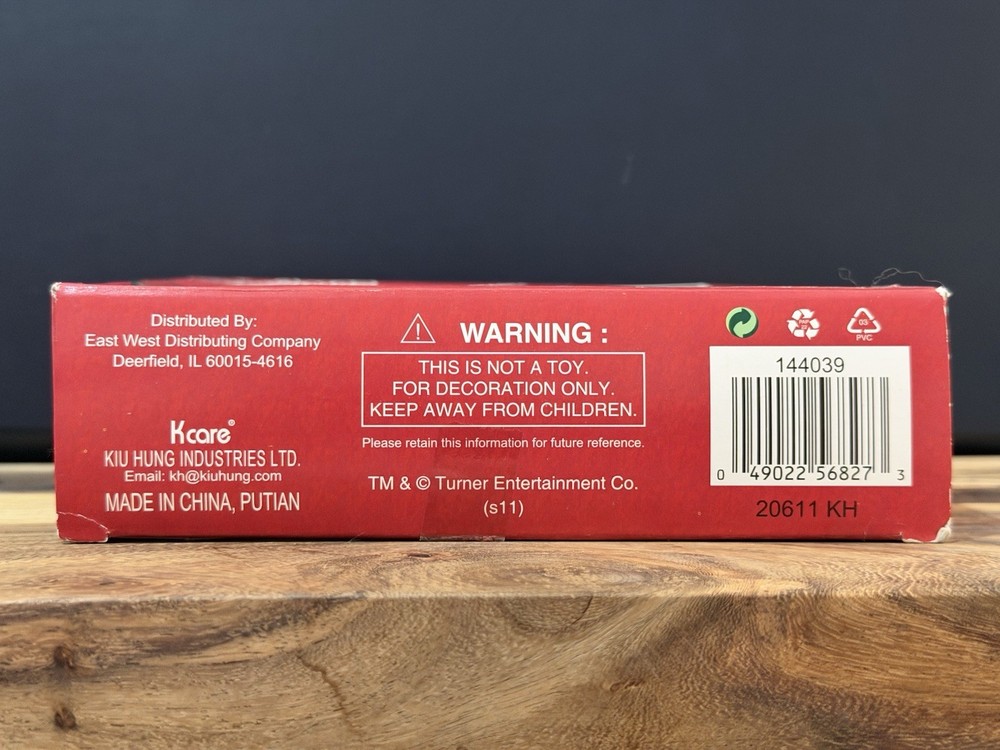 Distributed By:
East West Distributing Company
Deerfield, IL 60015-4616
Kcare®
KIU HUNG INDUSTRIES LTD.
Email: kh@kiuhung.com
MADE IN CHINA, PUTIAN
WARNING :
THIS IS NOT A TOY.
FOR DECORATION ONLY.
KEEP AWAY FROM CHILDREN.
Please retain this information for future reference.
TM & © Turner Entertainment Co.
(s11)
PAP
03
PVC
144039
0 49022 56827 3
20611 KH